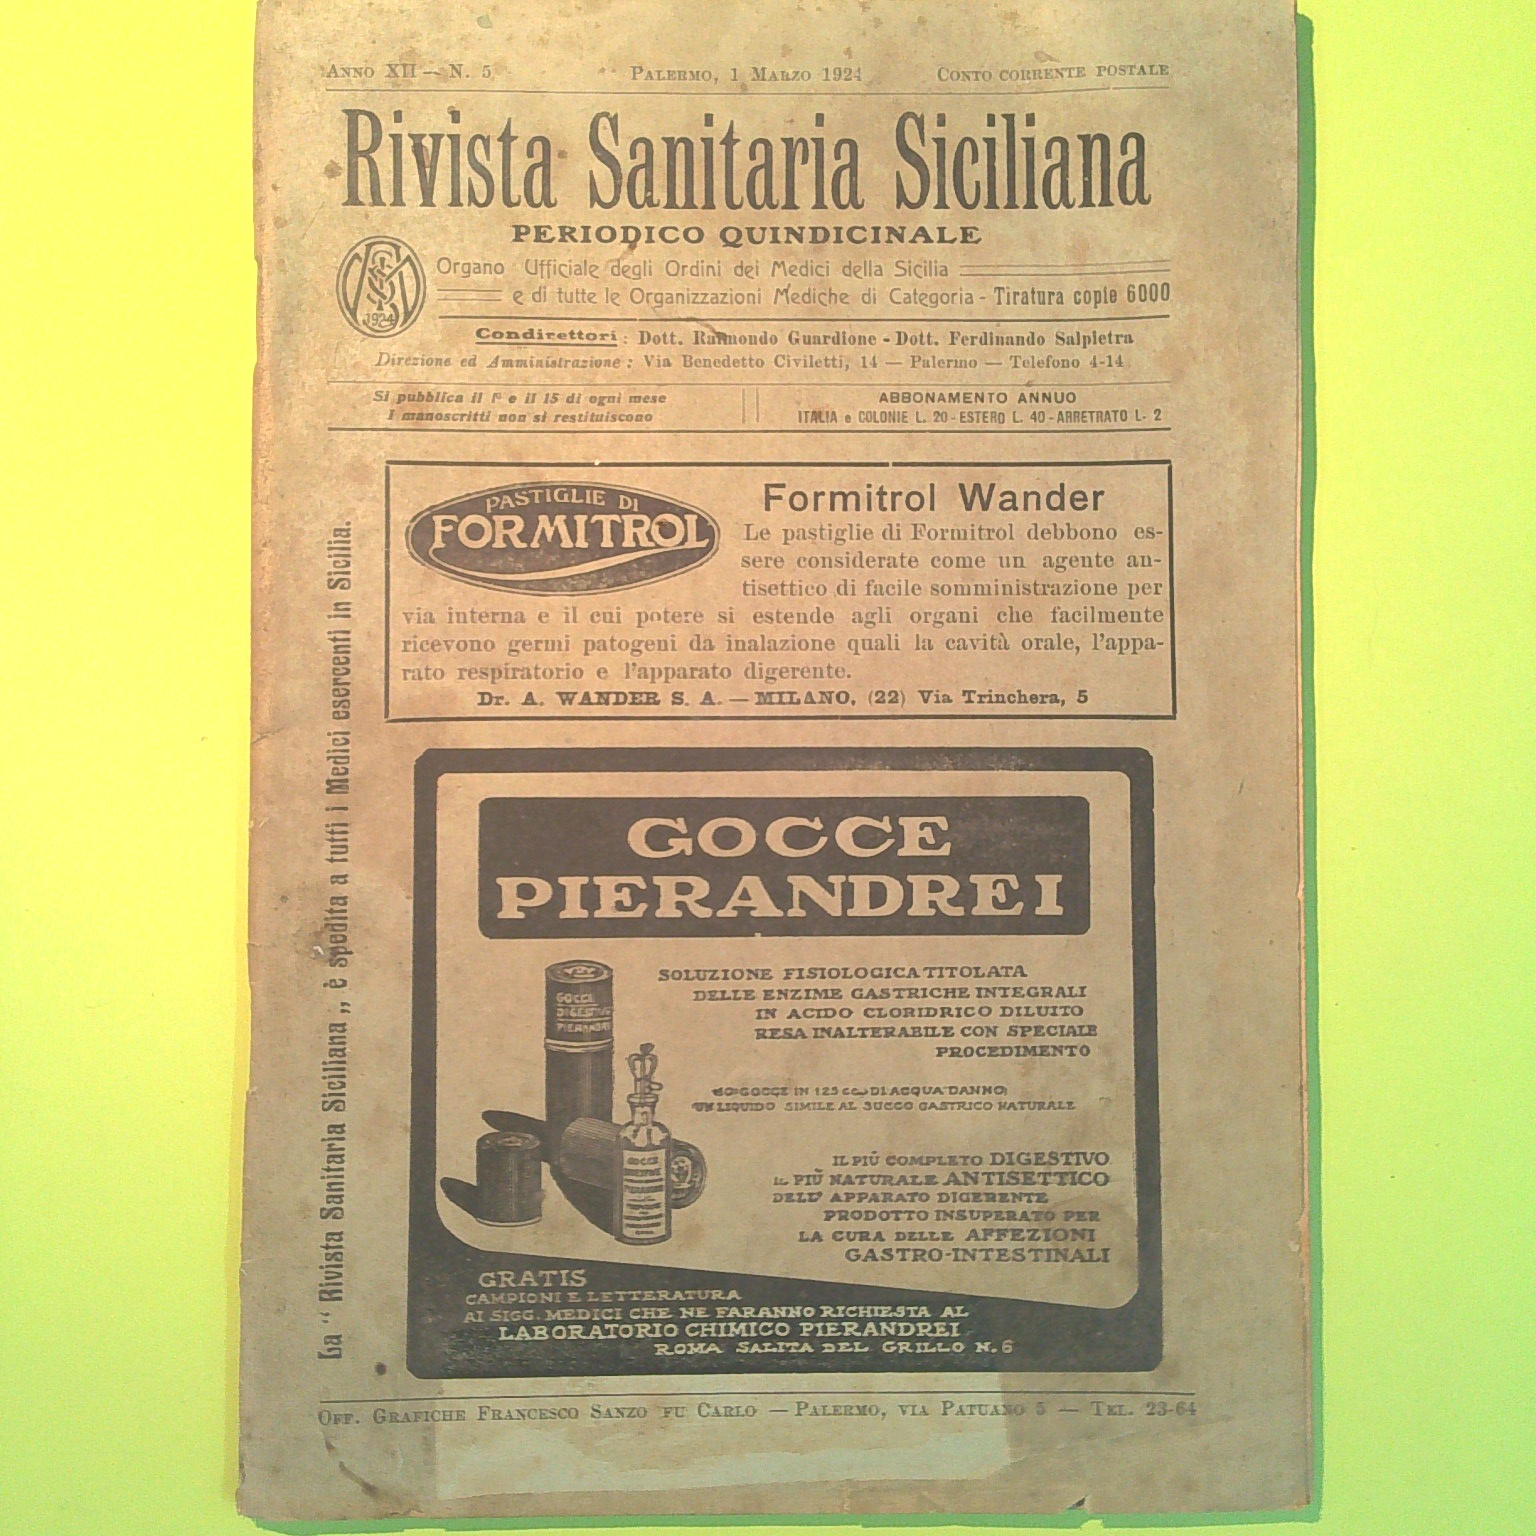 Anno XII — N. 5
Palermo, 1 Marzo 1924
Conto corrente postale
Rivista Sanitaria Siciliana
PERIODICO QUINDICINALE
1924
Organo Ufficiale degli Ordini dei Medici della Sicilia
e di tutte le Organizzazioni Mediche di Categoria - Tiratura copie 6000
Condirettori : Dott. Raimondo Guardione - Dott. Ferdinando Salpietra
Direzione ed Amministrazione : Via Benedetto Civiletti, 14 — Palermo — Telefono 4-14
Si pubblica il 1º e il 15 di ogni mese
I manoscritti non si restituiscono
ABBONAMENTO ANNUO
ITALIA e COLONIE L. 20 - ESTERO L. 40 - ARRETRATO L. 2
PASTIGLIE DI
FORMITROL
Formitrol Wander
Le pastiglie di Formitrol debbono es-
sere considerate come un agente an-
tisettico di facile somministrazione per
via interna e il cui potere si estende agli organi che facilmente
ricevono germi patogeni da inalazione quali la cavità orale, l'appa-
rato respiratorio e l'apparato digerente.
Dr. A. WANDER S. A. — MILANO, (22) Via Trinchera, 5
La “ Rivista Sanitaria Siciliana „ è spedita a tutti i Medici esercenti in Sicilia.
GOCCE
PIERANDREI
SOLUZIONE FISIOLOGICA TITOLATA
DELLE ENZIME GASTRICHE INTEGRALI
IN ACIDO CLORIDRICO DILUITO
RESA INALTERABILE CON SPECIALE
PROCEDIMENTO
GOCCE
DIGESTIVE
PIERANDREI
GOCCE IN 125 cc. DI ACQUA DANNO
UN LIQUIDO SIMILE AL SUCCO GASTRICO NATURALE
IL PIÙ COMPLETO DIGESTIVO
IL PIÙ NATURALE ANTISETTICO
DELL' APPARATO DIGERENTE
PRODOTTO INSUPERATO PER
LA CURA DELLE AFFEZIONI
GASTRO-INTESTINALI
GRATIS
CAMPIONI E LETTERATURA
AI SIGG. MEDICI CHE NE FARANNO RICHIESTA AL
LABORATORIO CHIMICO PIERANDREI
ROMA SALITA DEL GRILLO N. 6
Off. Grafiche Francesco Sanzo fu Carlo — Palermo, via Patuano 5 — Tel. 23-64